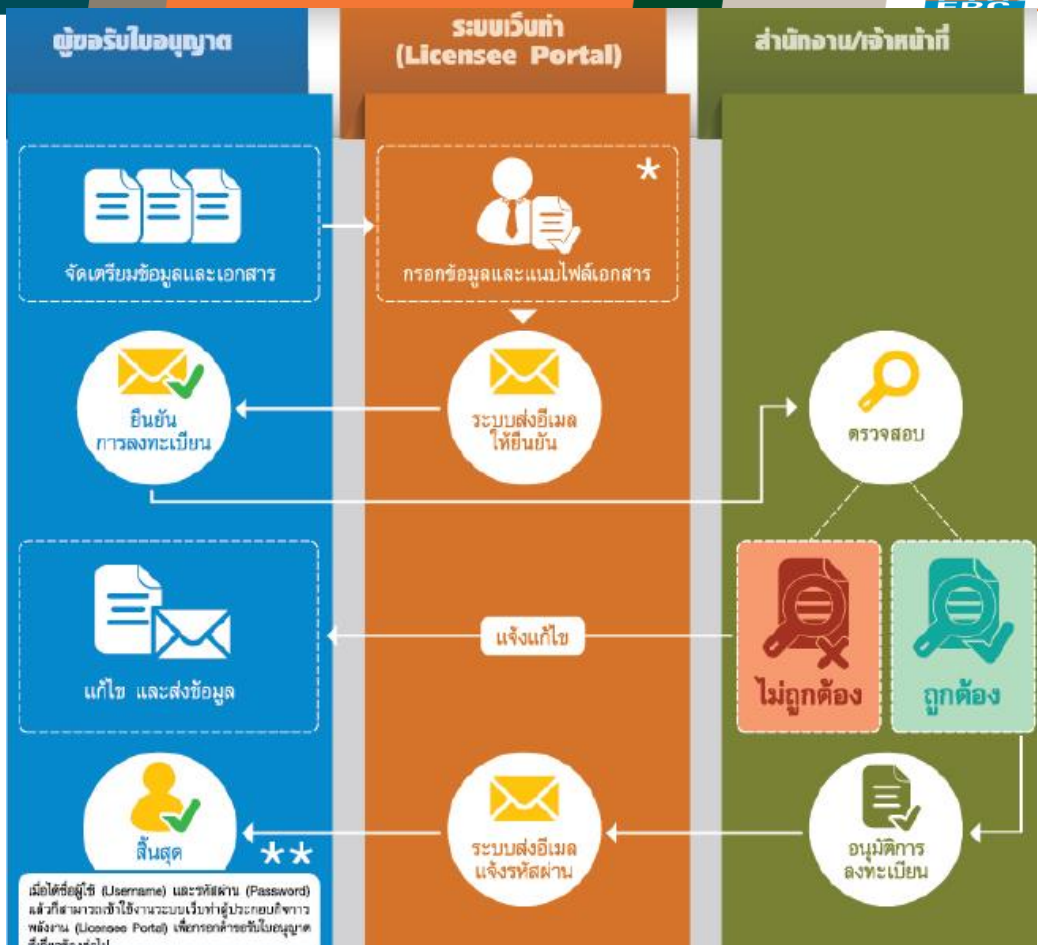 ผู้ขอรับใบอนุญาต
ระบบเว็บท่า
(Licensee Portal)
สำนักงาน/เจ้าหน้าที่
จัดเตรียมข้อมูลและเอกสาร
*
กรอกข้อมูลและแนบไฟล์เอกสาร
ยืนยัน
การลงทะเบียน
ระบบส่งอีเมล
ให้ยืนยัน
ตรวจสอบ
แก้ไข และส่งข้อมูล
แจ้งแก้ไข
ไม่ถูกต้อง
ถูกต้อง
สิ้นสุด
**
ระบบส่งอีเมล
แจ้งรหัสผ่าน
อนุมัติการ
ลงทะเบียน
เมื่อได้ชื่อผู้ใช้ (Username) และรหัสผ่าน (Password)
แล้วก็สามารถเข้าใช้งานระบบเว็บท่าผู้ประกอบกิจการ
พลังงาน (Licensee Portal) เพื่อกรอกคำขอรับใบอนุญาต